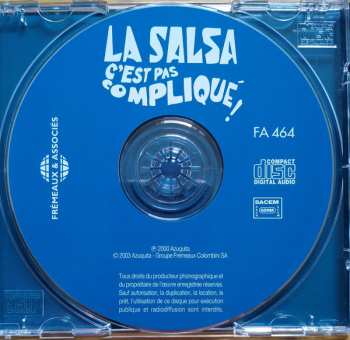 LA SALSA
C'EST PAS
COMPLIQUÉ!
FA 464
FRÉMEAUX & ASSOCIÉS
COMPACT
disc
DIGITAL AUDIO
SACEM
℗ 2000 Azuquita
© 2003 Azuquita - Groupe Frémeaux Colombini SA
Tous droits du producteur phonographique et
du propriétaire de l'œuvre enregistrée réservés.
Sauf autorisation, la duplication, la location, le
prêt, l'utilisation de ce disque pour exécution
publique et radiodiffusion sont interdits.